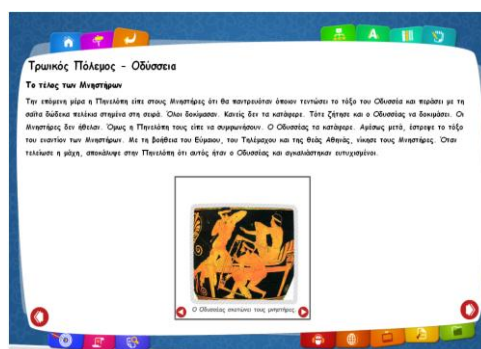 Τρωικός Πόλεμος - Οδύσσεια
Το τέλος των Μνηστήρων
Την επόμενη μέρα η Πηνελόπη είπε στους Μνηστήρες ότι θα παντρευόταν όποιον τεντώσει το τόξο του Οδυσσέα και περάσει με τη
σαΐτα δώδεκα πελέκια στημένα στη σειρά. Όλοι δοκίμασαν. Κανείς δεν τα κατάφερε. Τότε ζήτησε και ο Οδυσσέας να δοκιμάσει. Οι
Μνηστήρες δεν ήθελαν. Όμως η Πηνελόπη τους είπε να συμφωνήσουν. Ο Οδυσσέας τα κατάφερε. Αμέσως μετά, έστρεψε το τόξο
του εναντίον των Μνηστήρων. Με τη βοήθεια του Εύμαιου, του Τηλέμαχου και της θεάς Αθηνάς, νίκησε τους Μνηστήρες. Όταν
τελείωσε η μάχη, αποκάλυψε στην Πηνελόπη ότι αυτός ήταν ο Οδυσσέας και αγκαλιάστηκαν ευτυχισμένοι.
Ο Οδυσσέας σκοτώνει τους μνηστήρες.
A